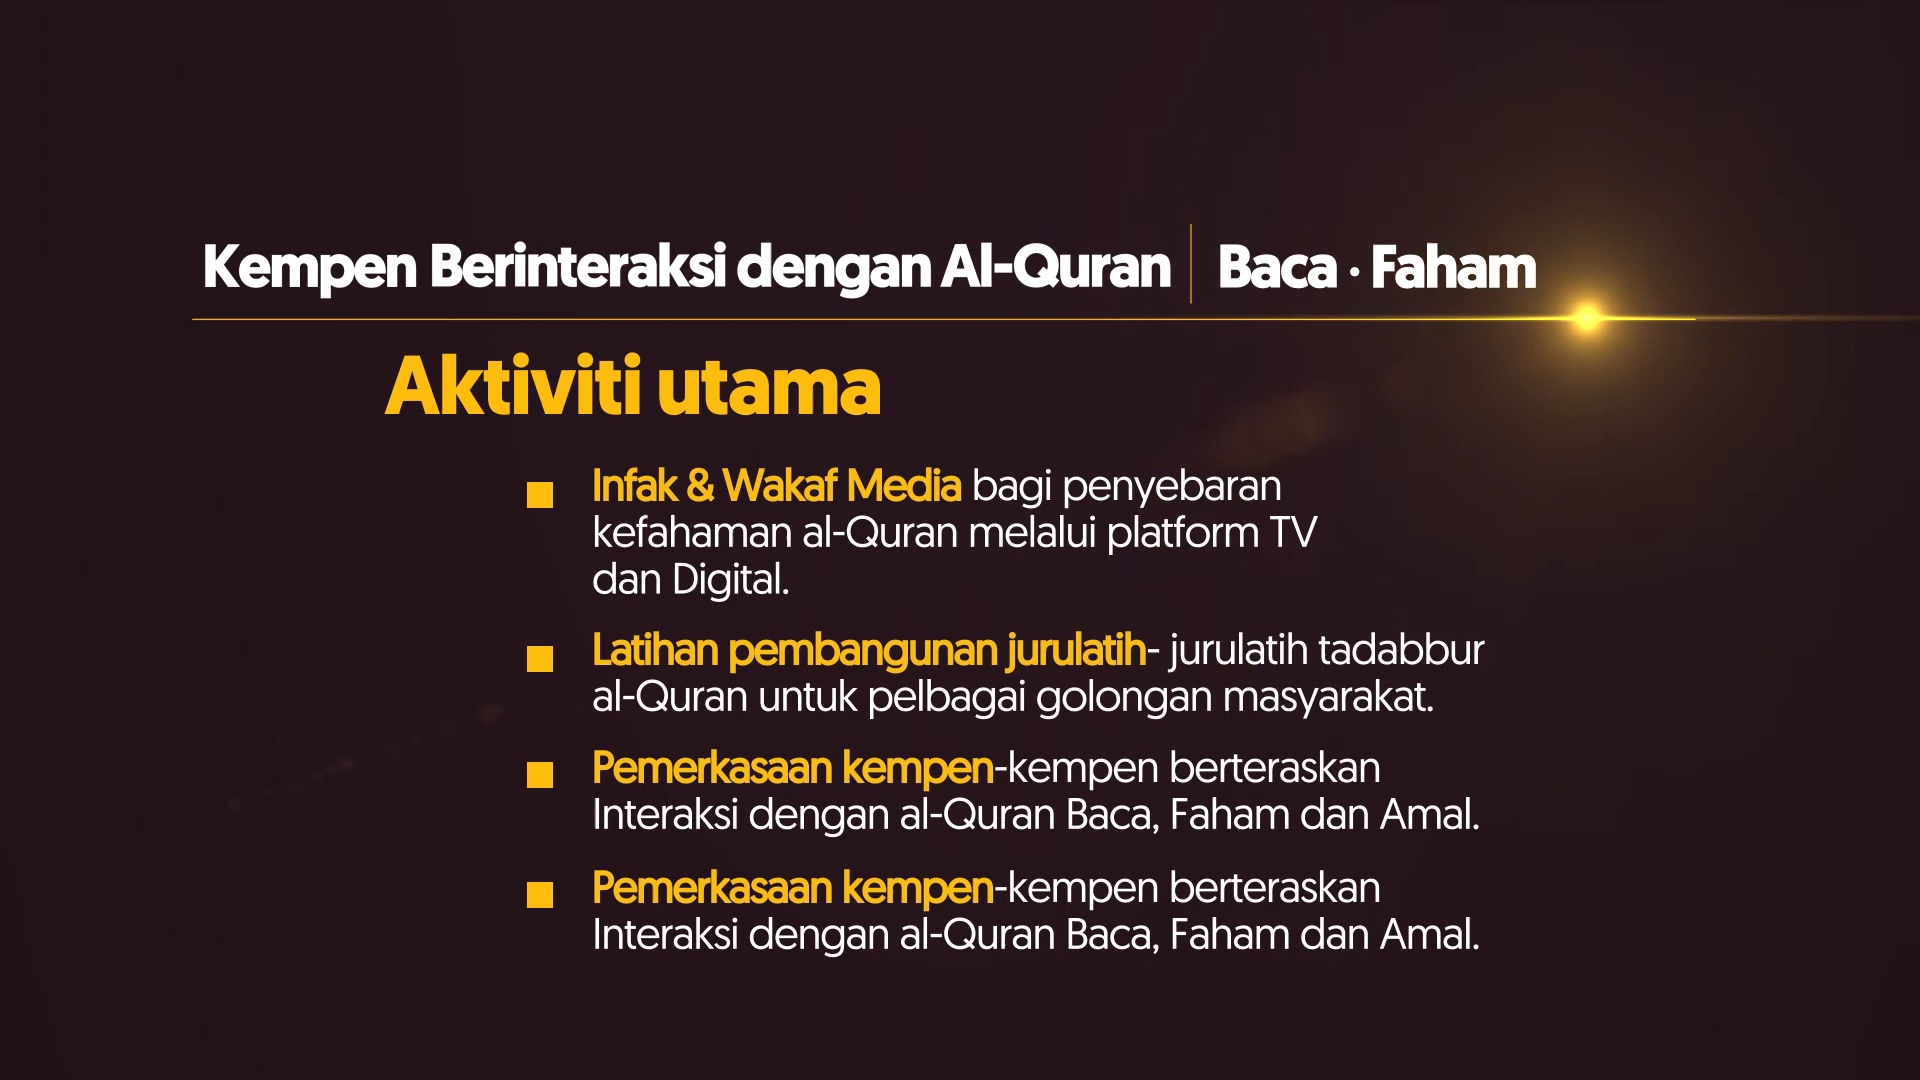 Kempen Berinteraksi dengan Al-Quran Baca · Faham
Aktiviti utama
Infak & Wakaf Media bagi penyebaran
kefahaman al-Quran melalui platform TV
dan Digital.
Latihan pembangunan jurulatih- jurulatih tadabbur
al-Quran untuk pelbagai golongan masyarakat.
Pemerkasaan kempen-kempen berteraskan
Interaksi dengan al-Quran Baca, Faham dan Amal.
Pemerkasaan kempen-kempen berteraskan
Interaksi dengan al-Quran Baca, Faham dan Amal.